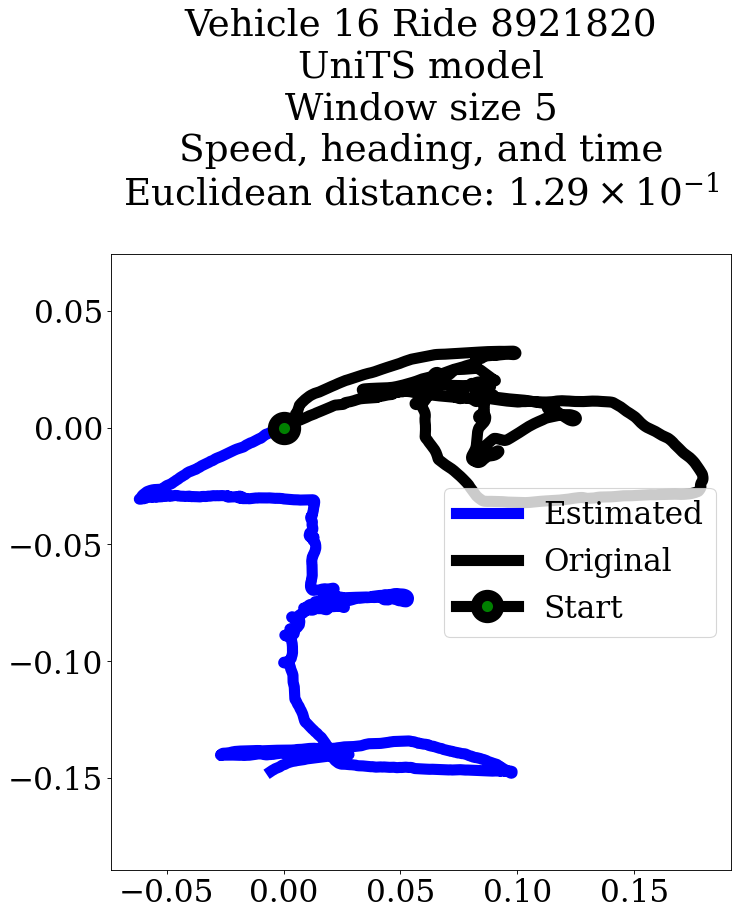 Vehicle 16 Ride 8921820
UniTS model
Window size 5
Speed, heading, and time
Euclidean distance: 1.29 × 10⁻¹
0.05
0.00
−0.05
−0.10
−0.15
Estimated
Original
Start
−0.05 0.00 0.05 0.10 0.15